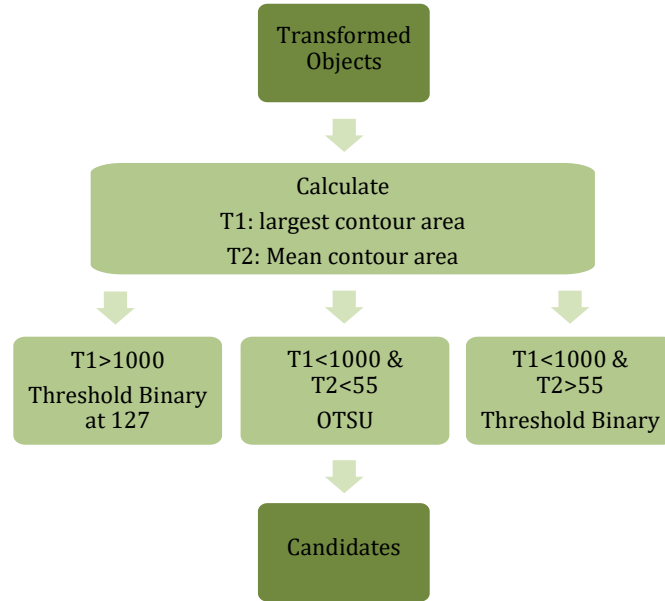 Transformed
Objects
Calculate
T1: largest contour area
T2: Mean contour area
T1>1000
Threshold Binary
at 127
T1<1000 &
T2<55
OTSU
T1<1000 &
T2>55
Threshold Binary
Candidates